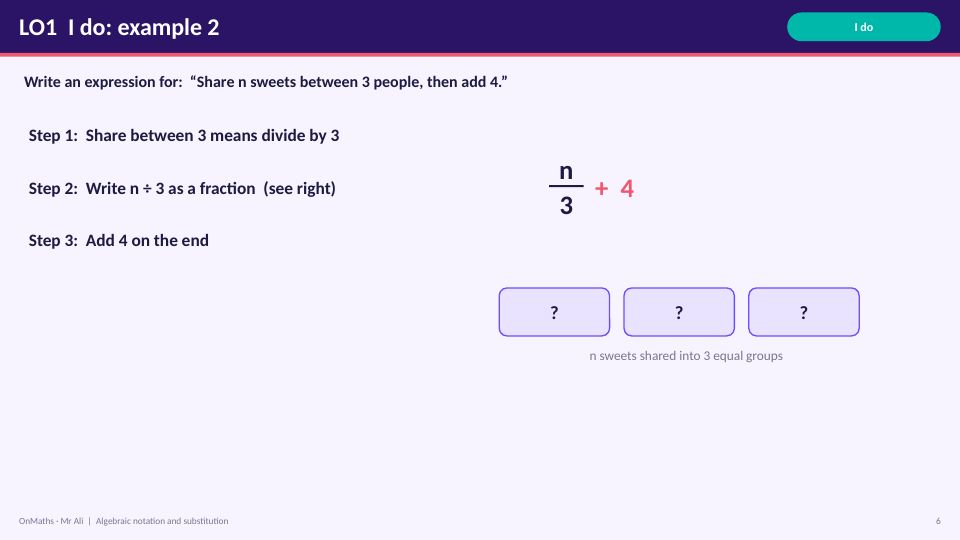 LO1  I do: example 2
I do
Write an expression for:  “Share n sweets between 3 people, then add 4.”
Step 1:  Share between 3 means divide by 3
Step 2:  Write n ÷ 3 as a fraction  (see right)
Step 3:  Add 4 on the end
n
3
+ 4
? ? ?
n sweets shared into 3 equal groups
OnMaths · Mr Ali  |  Algebraic notation and substitution
6